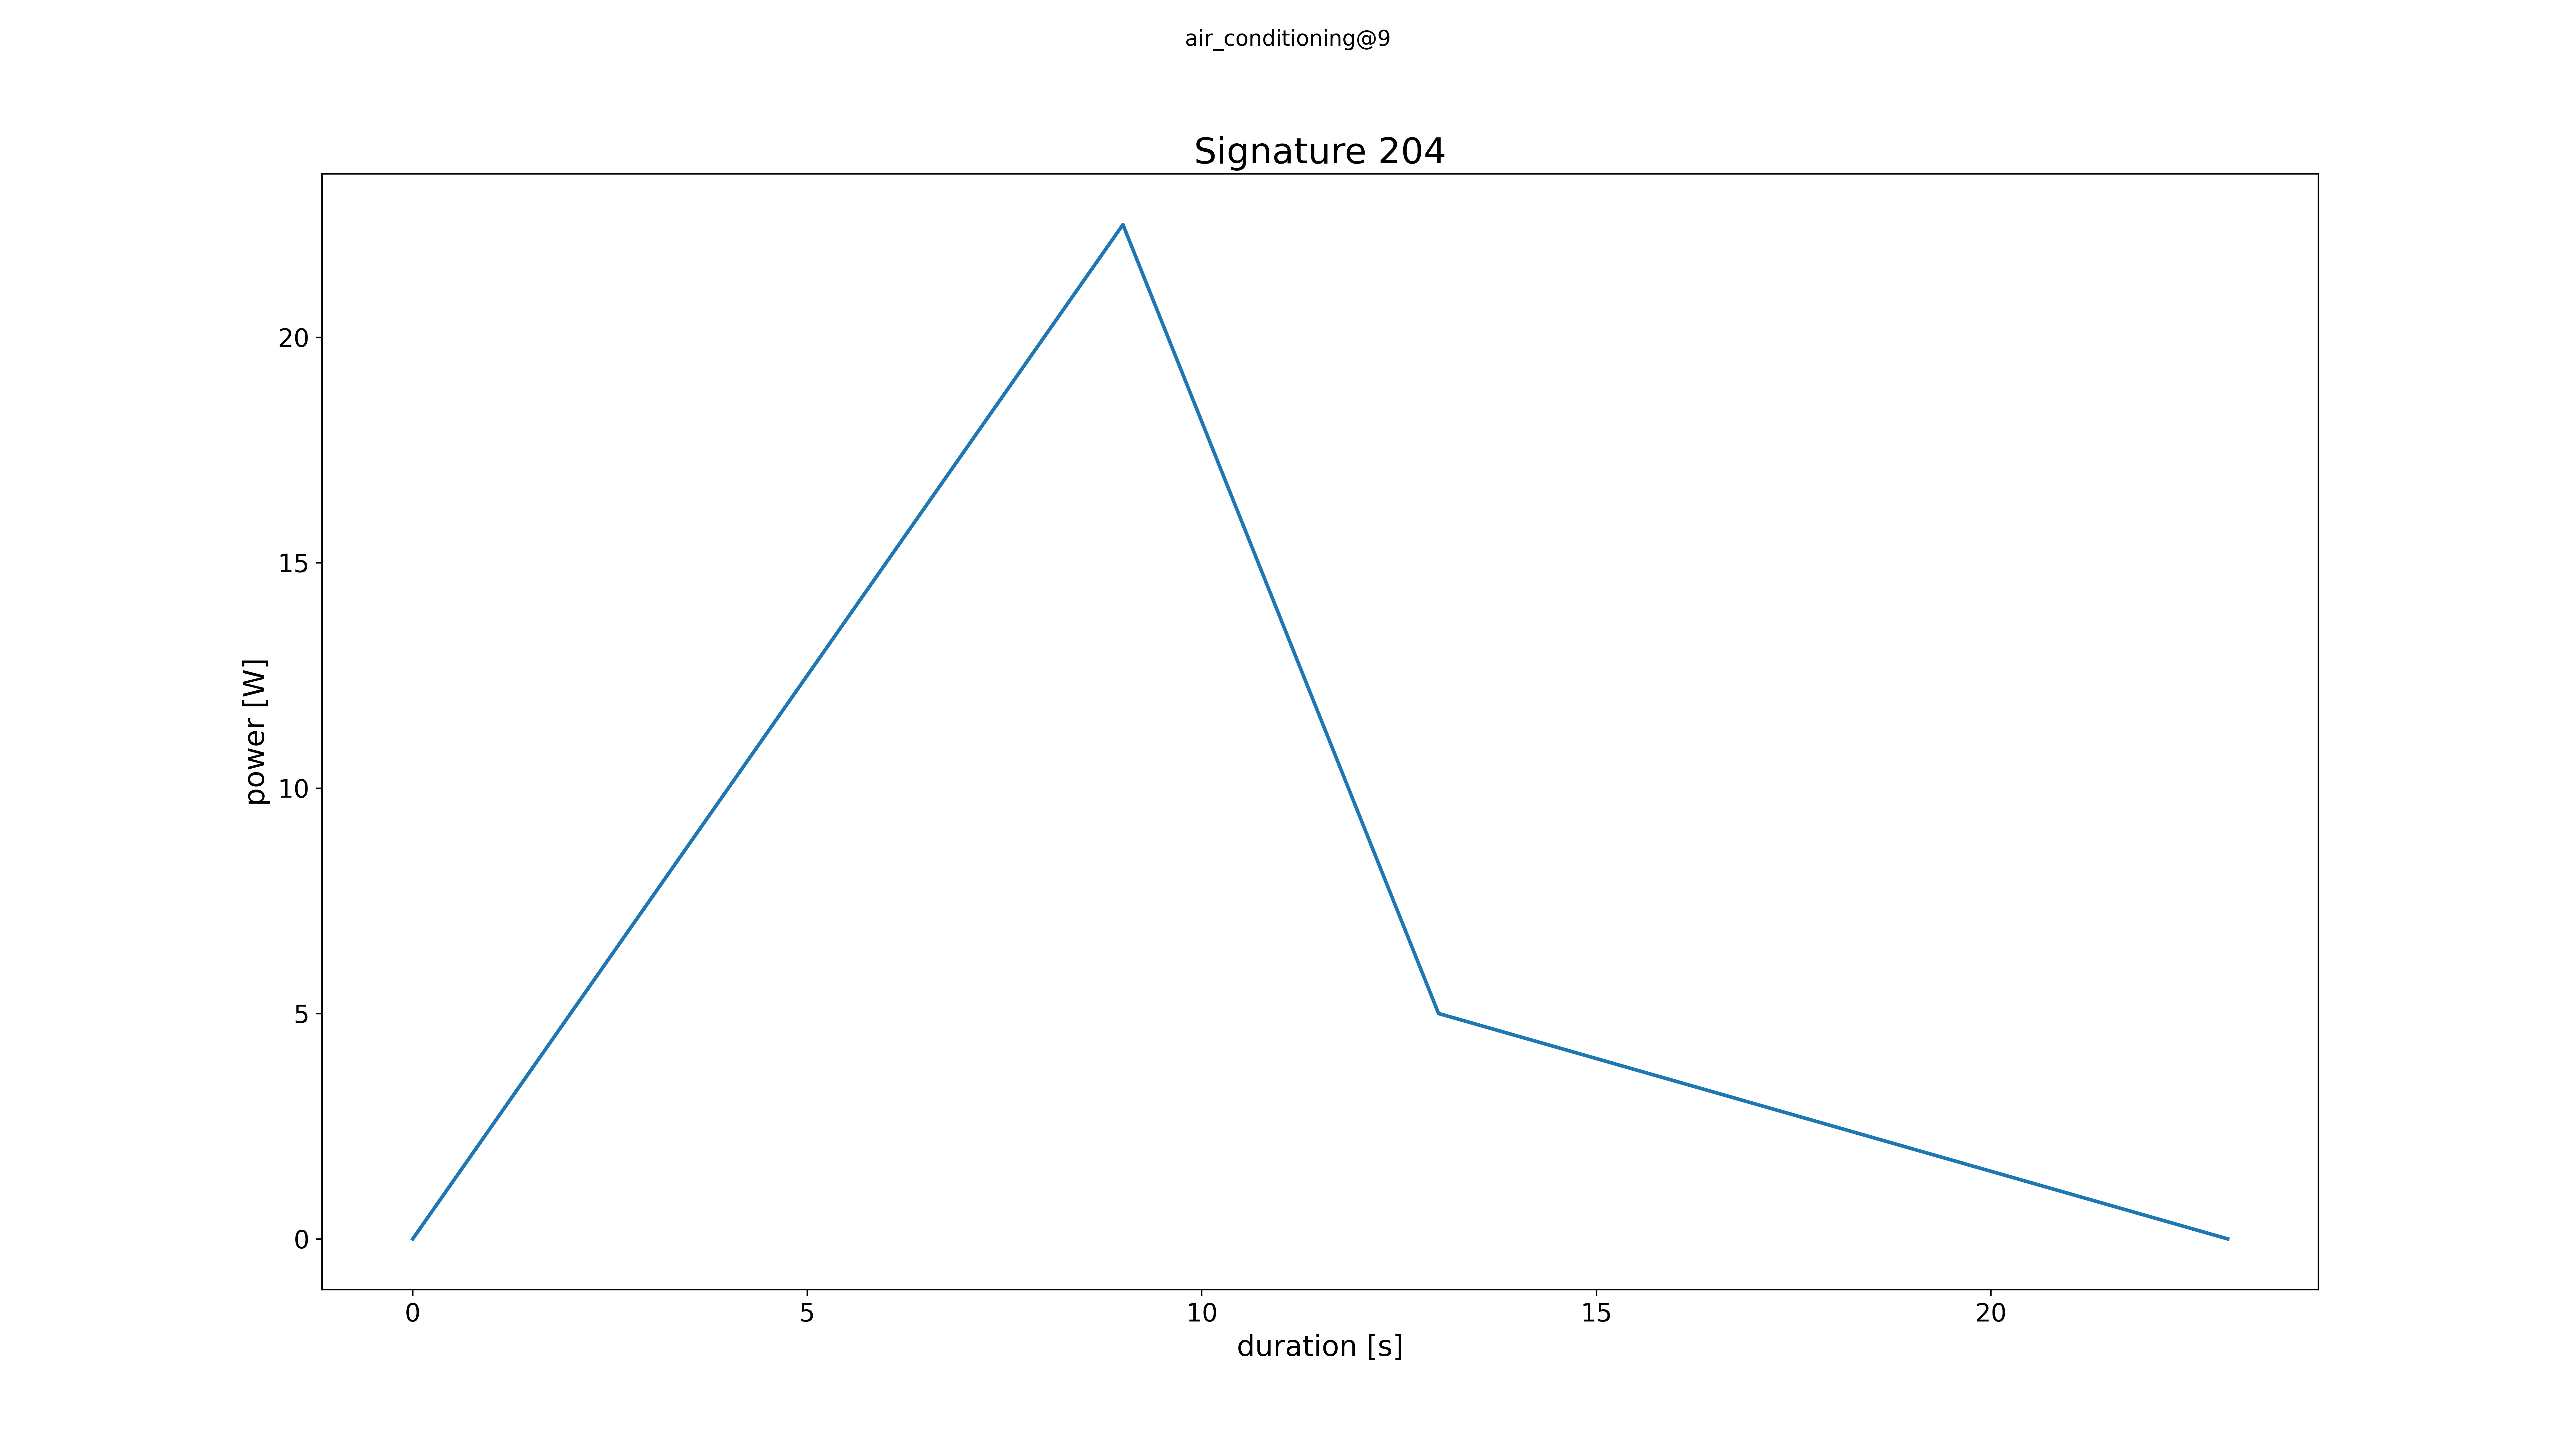 air_conditioning@9
Signature 204
power [W]
20
15
10
5
0
0 5 10 15 20
duration [s]